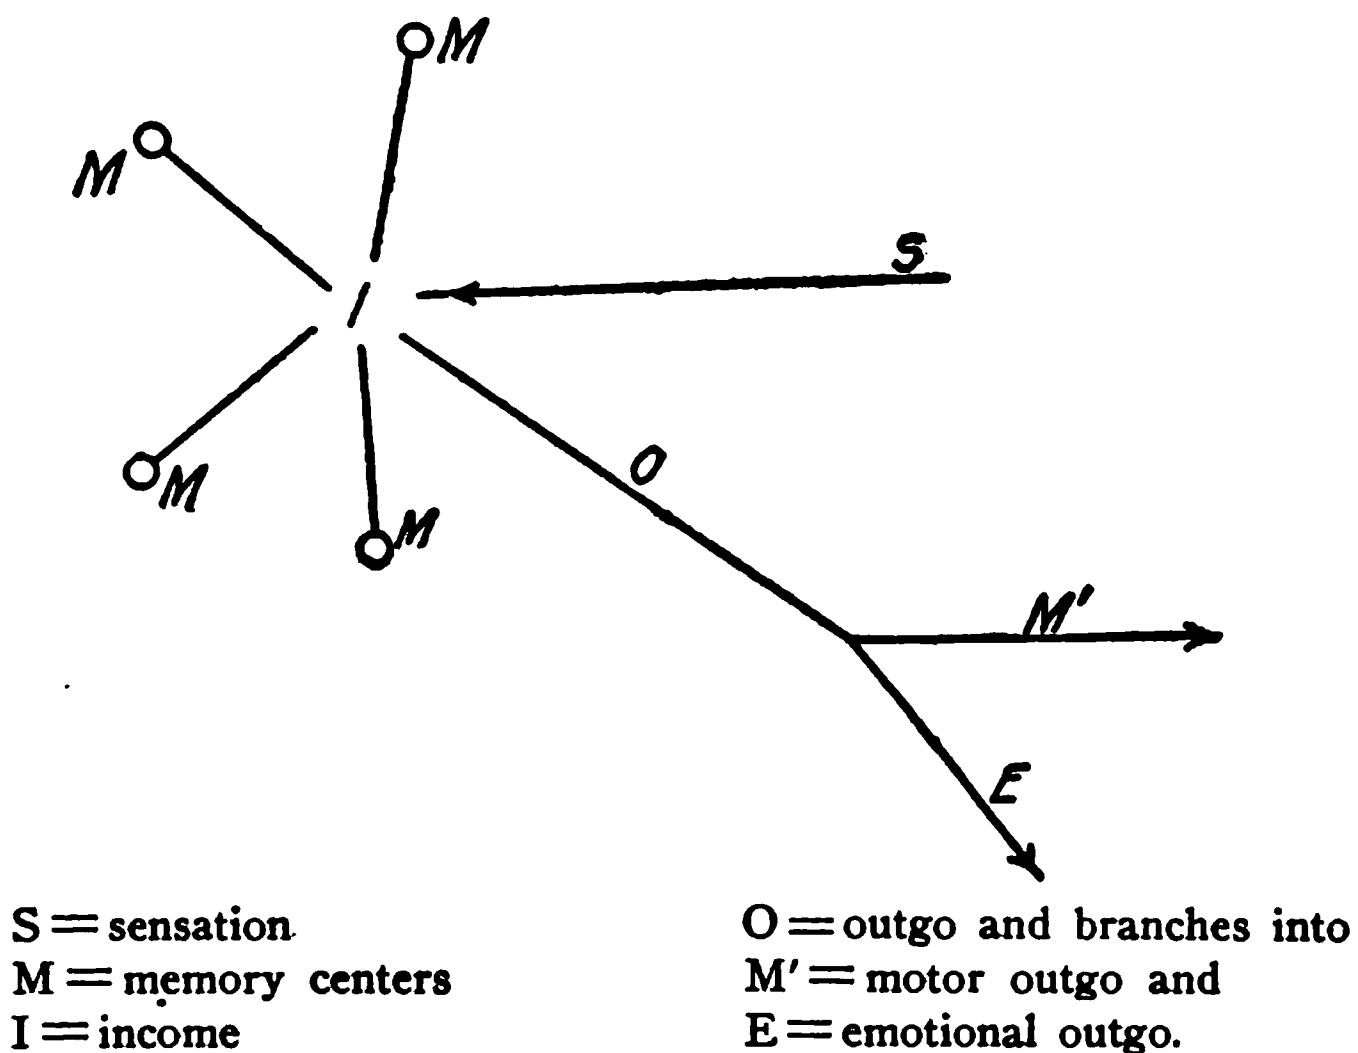 M
M
S
I
M
M
O
M'
E
S = sensation
M = memory centers
I = income
O = outgo and branches into
M' = motor outgo and
E = emotional outgo.